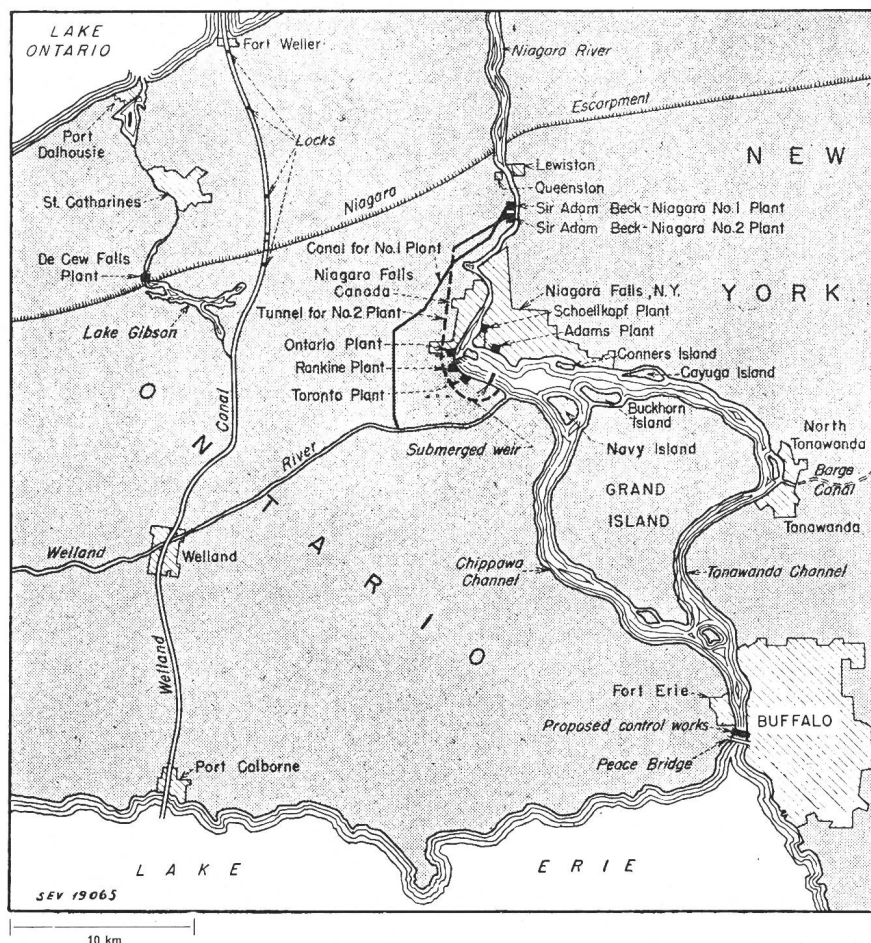 LAKE
ONTARIO
Fort Weller
Niagara River
Escarpment
Port
Dalhousie
Locks
NEW
Lewiston
Queenston
St. Catharines
Niagara
Sir Adam Beck-Niagara No.1 Plant
Sir Adam Beck-Niagara No.2 Plant
De Cew Falls
Plant
Canal for No.1 Plant
Niagara Falls
Canada
Niagara Falls, N.Y.
YORK
Tunnel for No.2 Plant
Schoellkopf Plant
Lake Gibson
Adams Plant
Ontario Plant
Conners Island
Rankine Plant
Cayuga Island
Toronto Plant
Buckhorn
Island
Canal
North
Tonawanda
River
Submerged weir
Navy Island
Barge
Canal
GRAND
ISLAND
Tonawanda
Welland
Welland
Chippawa
Channel
Tonawanda Channel
ONTARIO
Welland
Fort Erie
Proposed control works
BUFFALO
Peace Bridge
Port Calborne
LAKE ERIE
SEV 19065
10 km